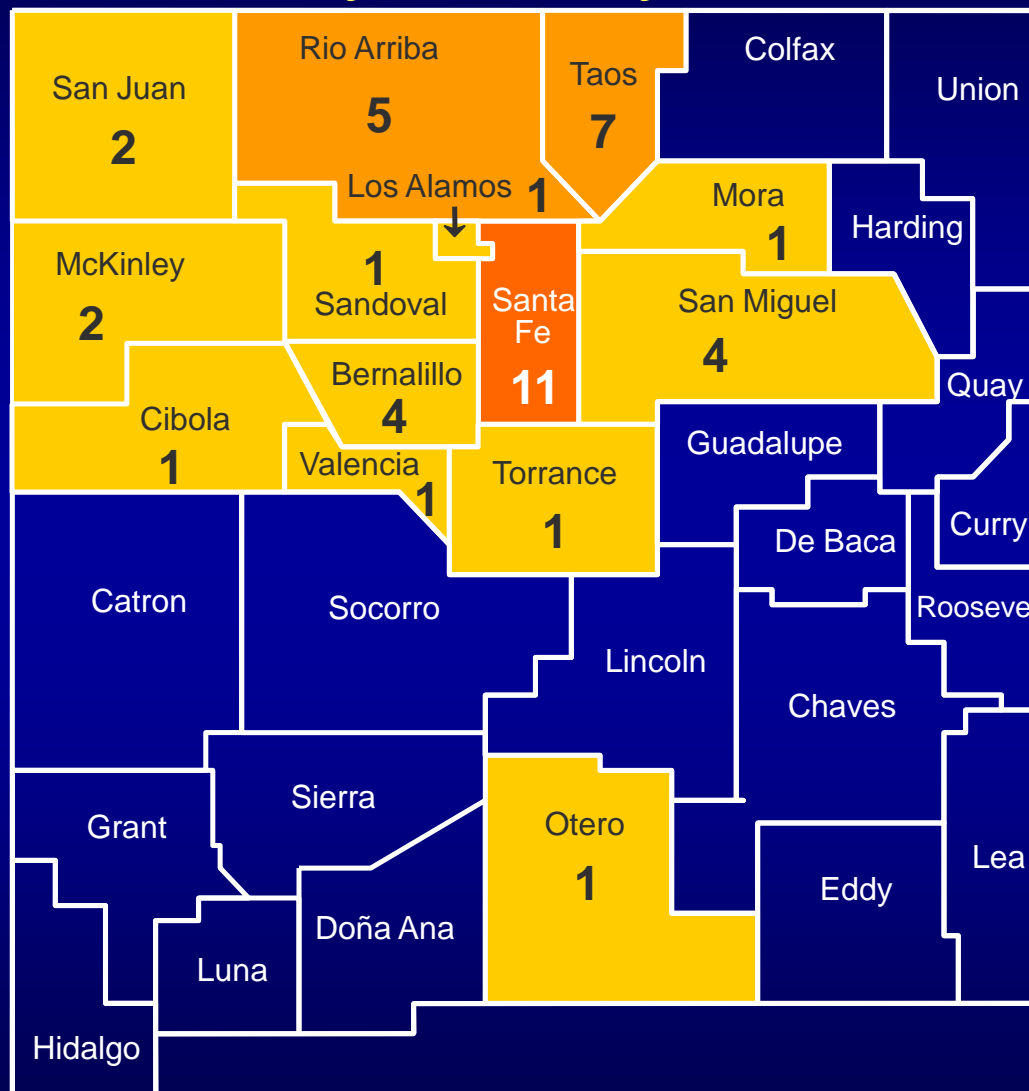 Rio Arriba
5
Taos
7
Colfax
San Juan
2
Union
Los Alamos 1
↓
Mora
1
Harding
McKinley
2
1
Sandoval
Santa
Fe
11
San Miguel
4
Bernalillo
4
Quay
Cibola
1
Guadalupe
Valencia
1
Torrance
1
De Baca
Curry
Catron
Socorro
Rooseve
Lincoln
Chaves
Sierra
Grant
Otero
1
Eddy
Lea
Doña Ana
Luna
Hidalgo